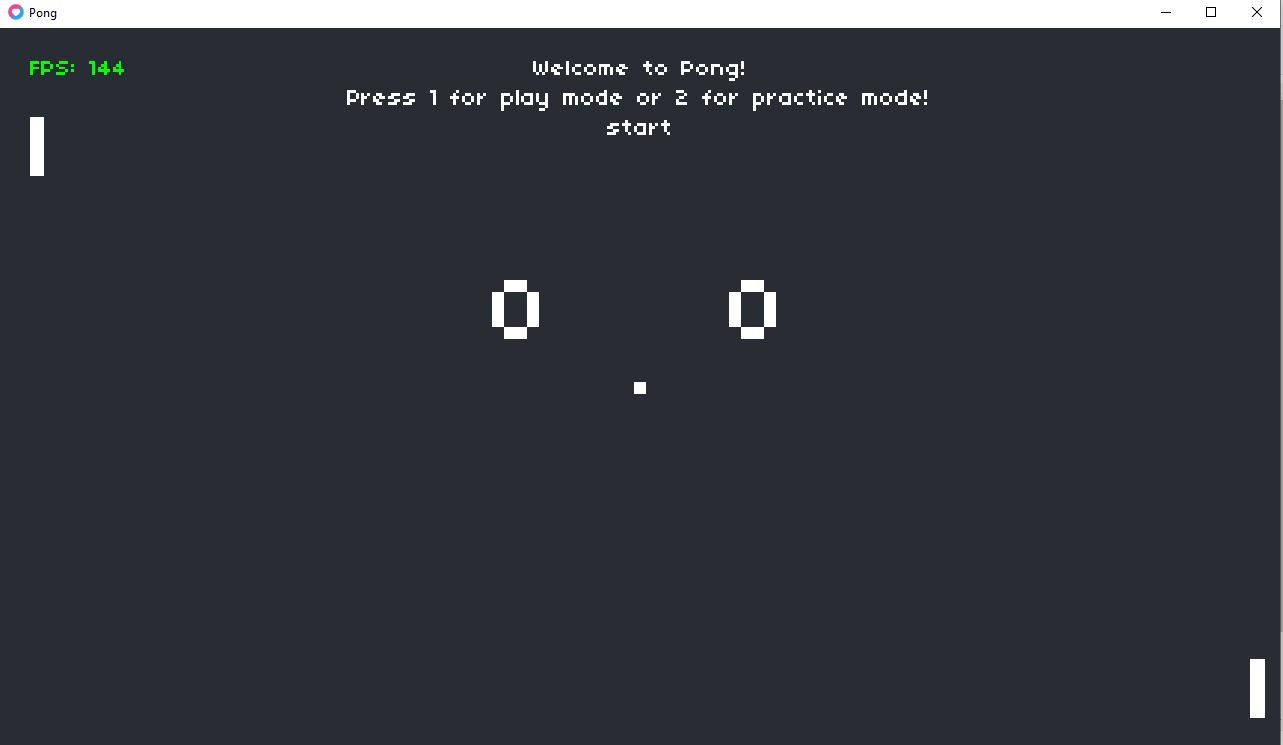 Pong
FPS: 144
Welcome to Pong!
Press 1 for play mode or 2 for practice mode!
start
0 0